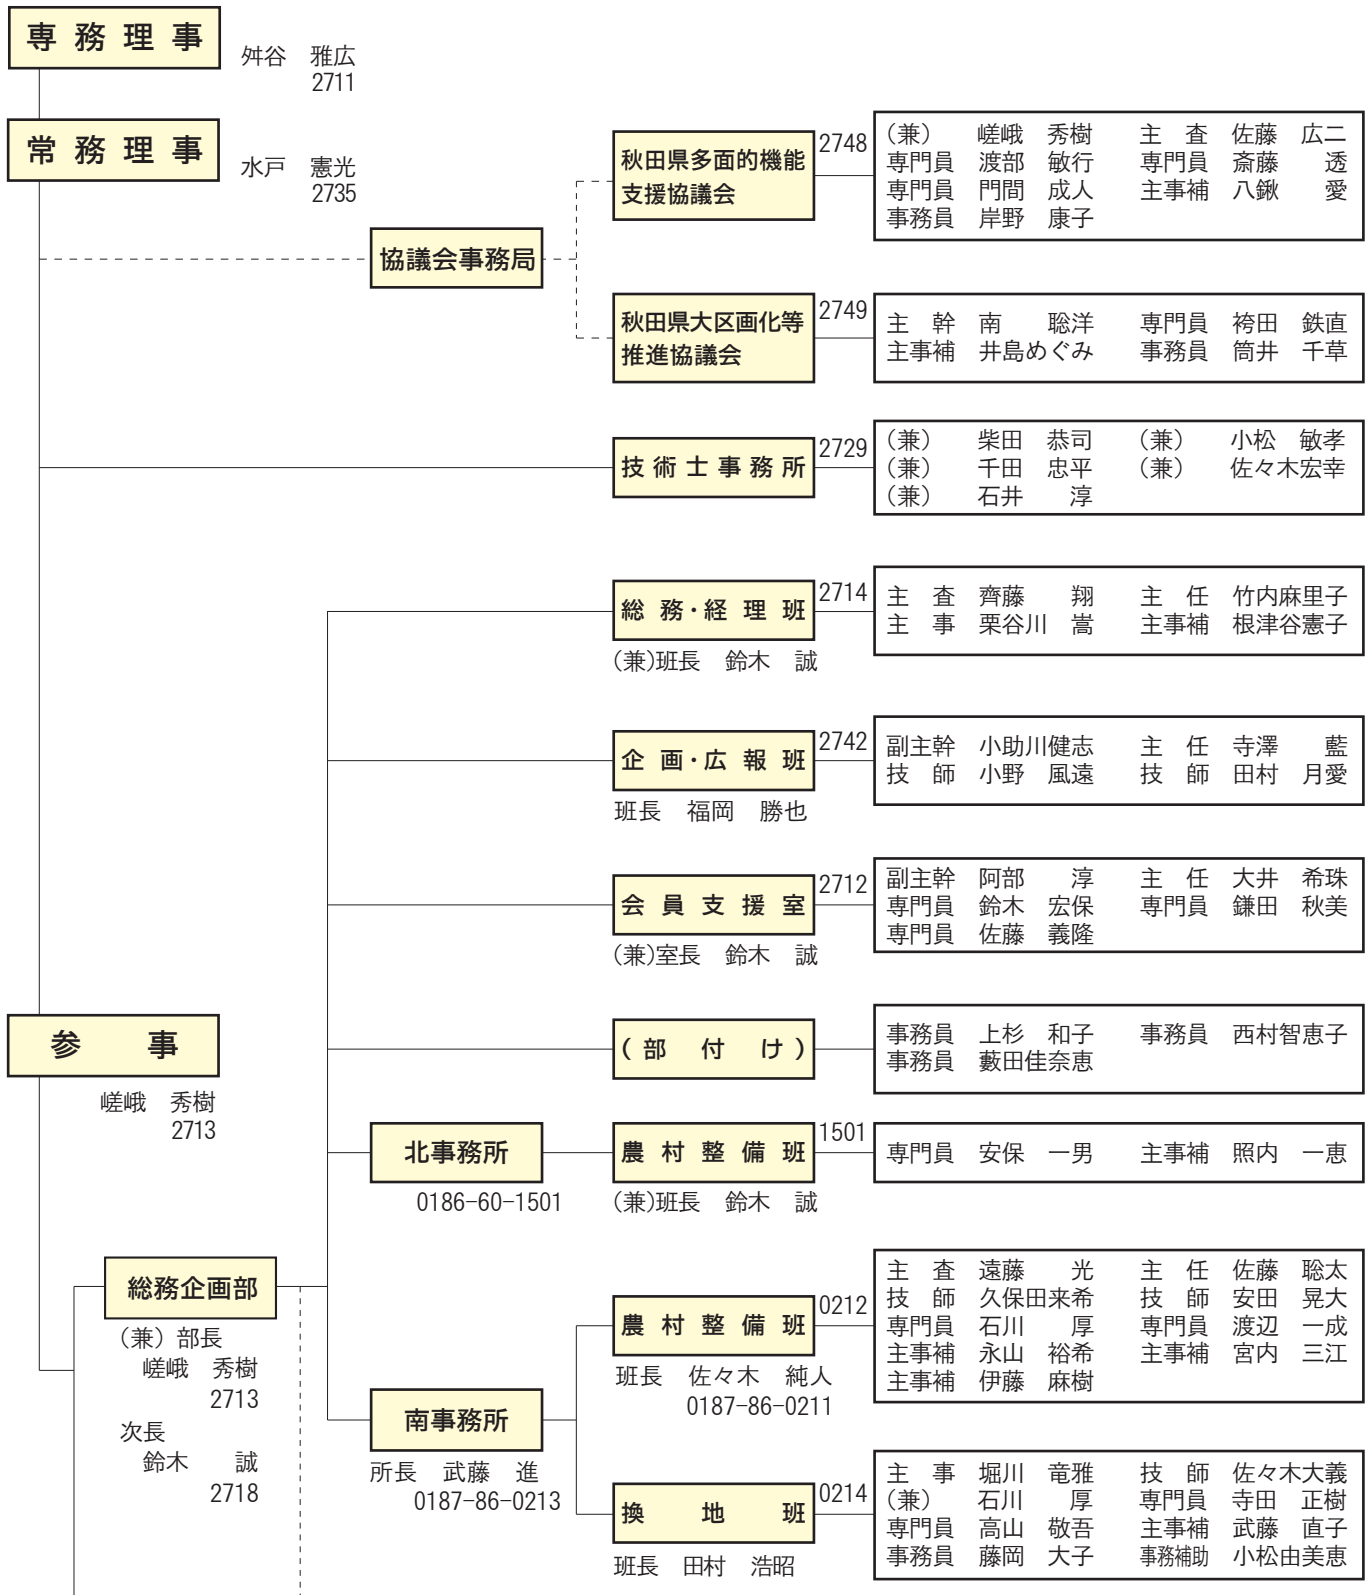 専務理事
舛谷　雅広
2711
常務理事
水戸　憲光
2735
協議会事務局
秋田県多面的機能
支援協議会
2748
（兼）　嵯峨　秀樹　主　査　佐藤　広二
専門員　渡部　敏行　専門員　斎藤　　透
専門員　門間　成人　主事補　八鍬　　愛
事務員　岸野　康子
秋田県大区画化等
推進協議会
2749
主　幹　南　　聡洋　専門員　袴田　鉄直
主事補　井島めぐみ　事務員　筒井　千草
技術士事務所
2729
（兼）　柴田　恭司　（兼）　小松　敏孝
（兼）　千田　忠平　（兼）　佐々木宏幸
（兼）　石井　　淳
総務・経理班
2714
(兼)班長　鈴木　誠
主　査　齊藤　　翔　主　任　竹内麻里子
主　事　栗谷川　嵩　主事補　根津谷憲子
企画・広報班
2742
班長　福岡　勝也
副主幹　小助川健志　主　任　寺澤　　藍
技　師　小野　風遠　技　師　田村　月愛
会員支援室
2712
(兼)室長　鈴木　誠
副主幹　阿部　　淳　主　任　大井　希珠
専門員　鈴木　宏保　専門員　鎌田　秋美
専門員　佐藤　義隆
参　事
嵯峨　秀樹
2713
（部　付　け）
事務員　上杉　和子　事務員　西村智恵子
事務員　藪田佳奈恵
北事務所
0186-60-1501
農村整備班
1501
(兼)班長　鈴木　誠
専門員　安保　一男　主事補　照内　一恵
総務企画部
（兼）部長
嵯峨　秀樹
2713
次長
鈴木　　誠
2718
南事務所
所長　武藤　進
0187-86-0213
農村整備班
0212
班長　佐々木　純人
0187-86-0211
主　査　遠藤　　光　主　任　佐藤　聡太
技　師　久保田来希　技　師　安田　晃大
専門員　石川　　厚　専門員　渡辺　一成
主事補　永山　裕希　主事補　宮内　三江
主事補　伊藤　麻樹
換地班
0214
班長　田村　浩昭
主　事　堀川　竜雅　技　師　佐々木大義
（兼）　石川　　厚　専門員　寺田　正樹
専門員　高山　敬吾　主事補　武藤　直子
事務員　藤岡　大子　事務補助　小松由美恵